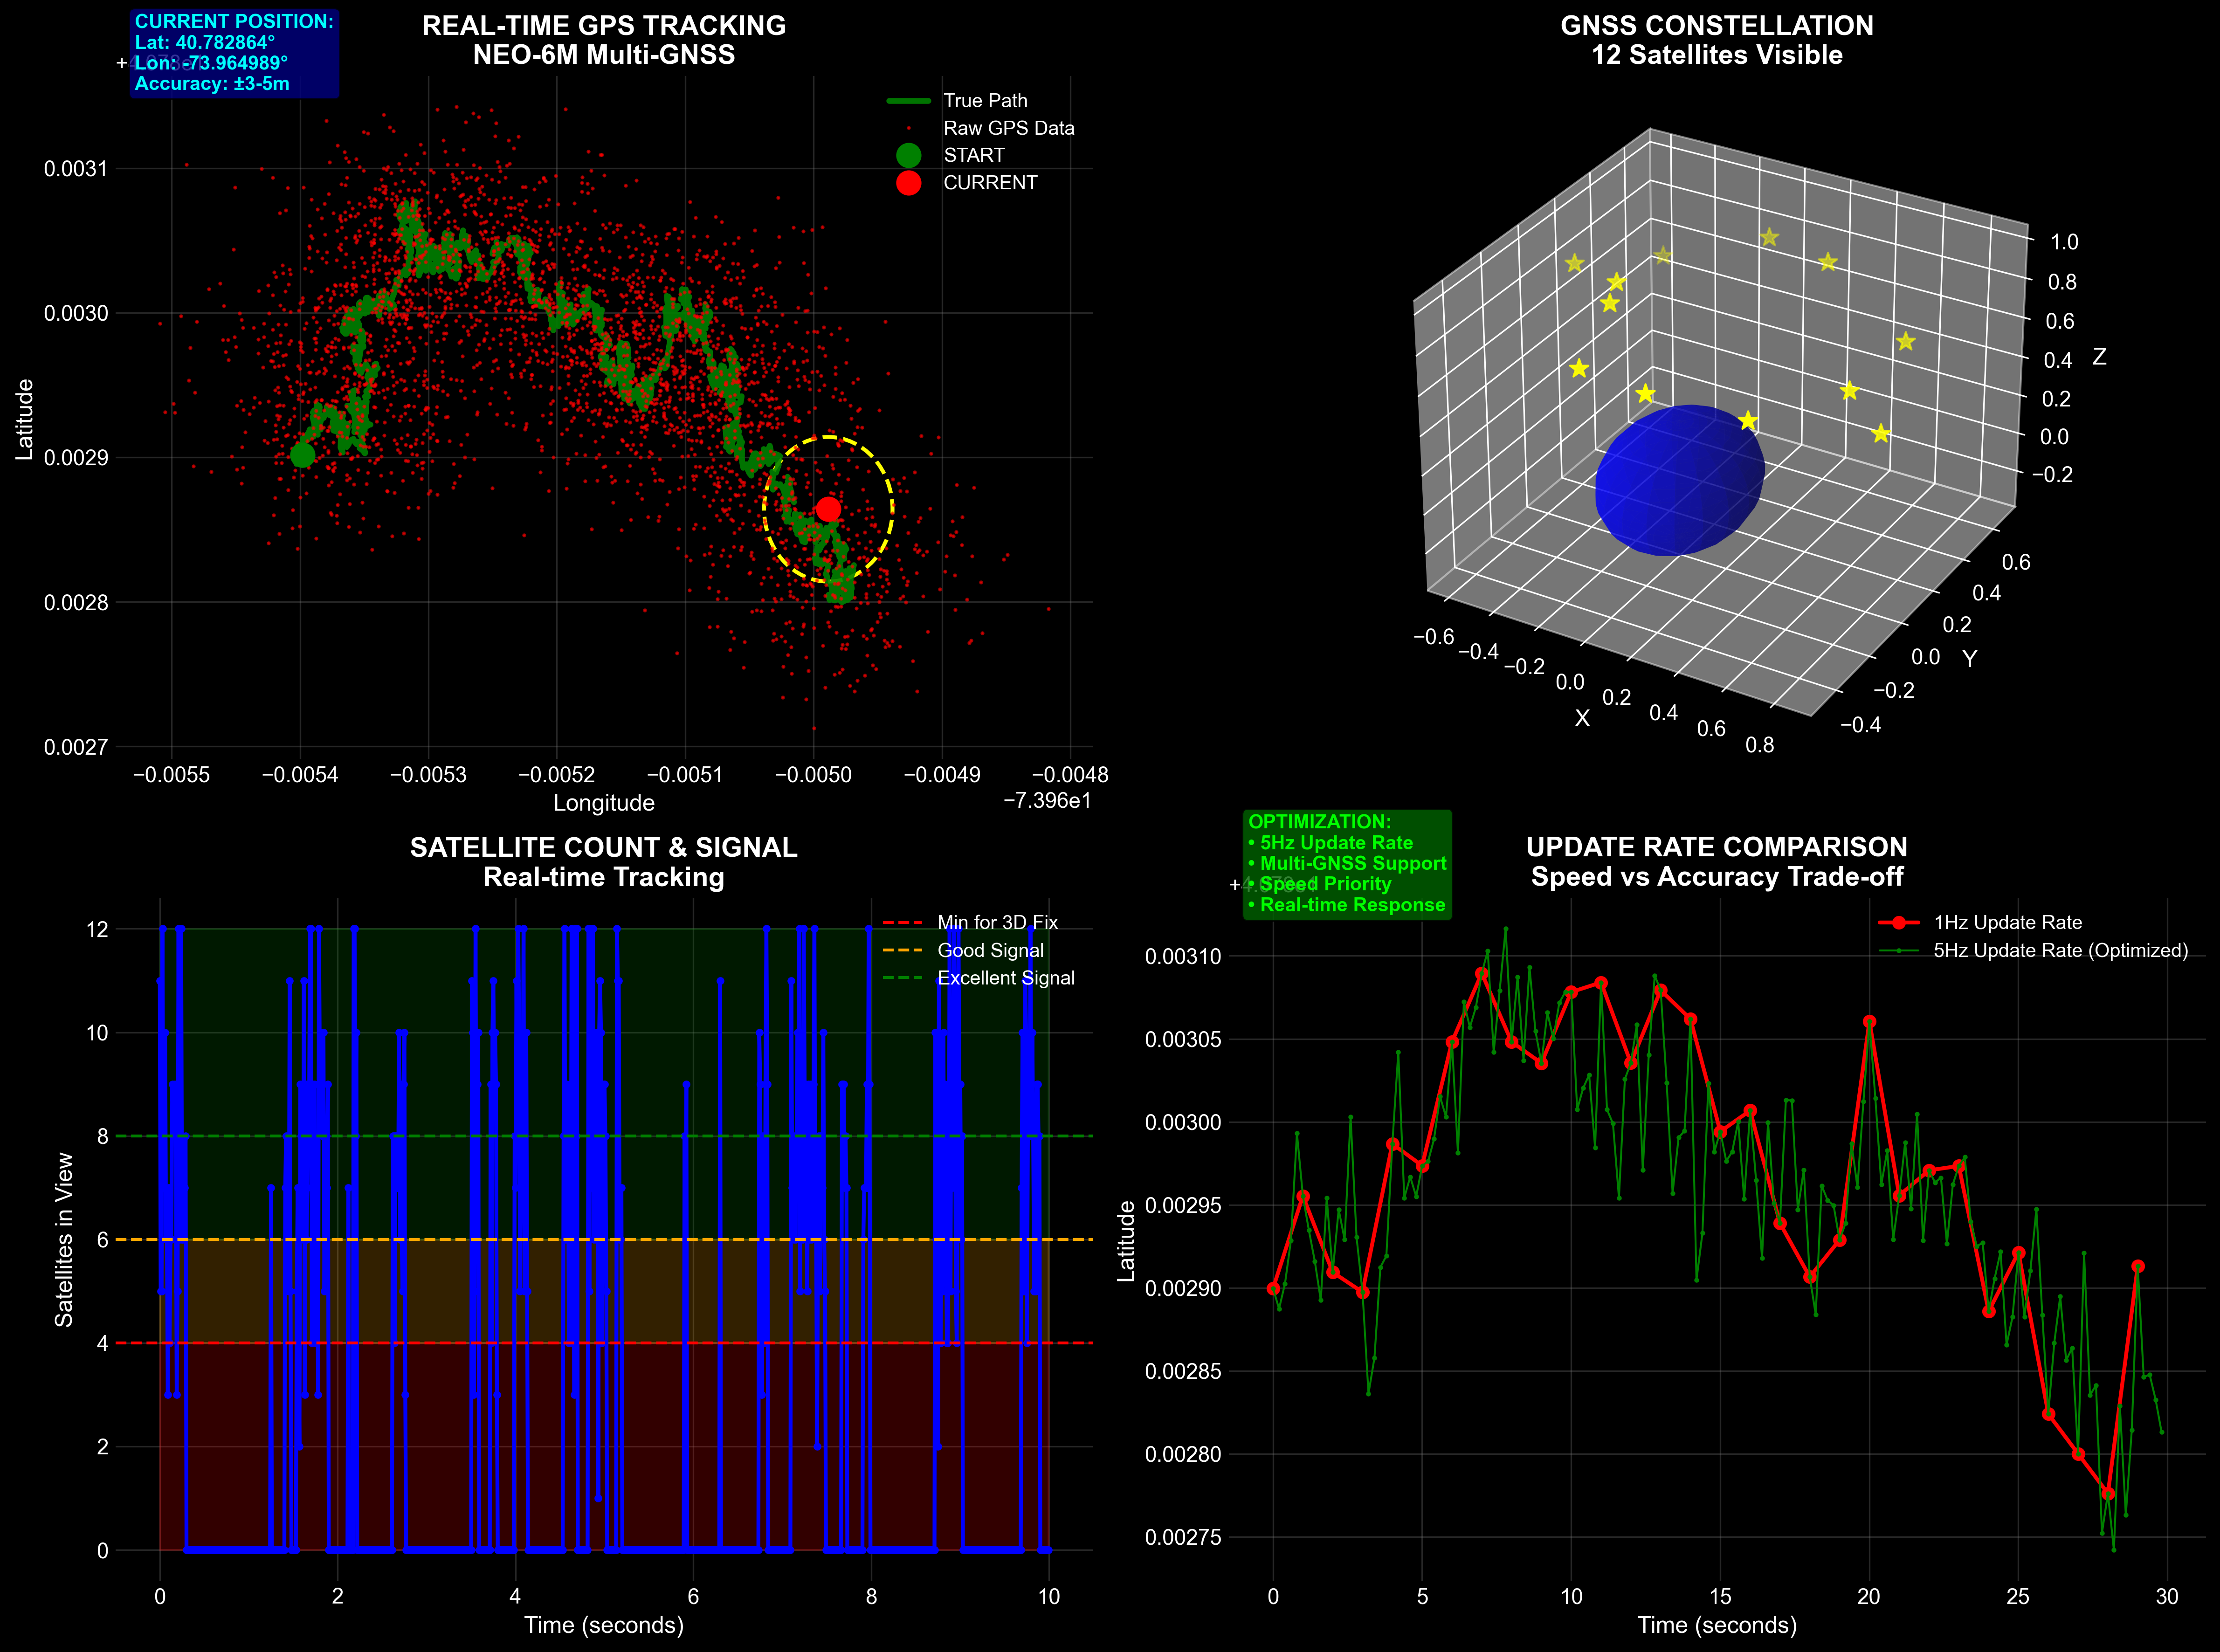 CURRENT POSITION:
Lat: 40.782864°
Lon: -73.964989°
Accuracy: ±3-5m
REAL-TIME GPS TRACKING
NEO-6M Multi-GNSS
True Path
Raw GPS Data
START
CURRENT
Latitude
0.0031
0.0030
0.0029
0.0028
0.0027
−0.0055
−0.0054
−0.0053
−0.0052
−0.0051
−0.0050
−0.0049
−0.0048
Longitude
−7.396e1
GNSS CONSTELLATION
12 Satellites Visible
1.0
0.8
0.6
0.4
0.2
0.0
−0.2
Z
0.6
0.4
0.2
0.0
−0.2
−0.4
Y
−0.6
−0.4
−0.2
0.0
0.2
0.4
0.6
0.8
X
SATELLITE COUNT & SIGNAL
Real-time Tracking
Min for 3D Fix
Good Signal
Excellent Signal
Satellites in View
12
10
8
6
4
2
0
0
2
4
6
8
10
Time (seconds)
OPTIMIZATION:
• 5Hz Update Rate
• Multi-GNSS Support
• Speed Priority
• Real-time Response
UPDATE RATE COMPARISON
Speed vs Accuracy Trade-off
1Hz Update Rate
5Hz Update Rate (Optimized)
Latitude
0.00310
0.00305
0.00300
0.00295
0.00290
0.00285
0.00280
0.00275
0
5
10
15
20
25
30
Time (seconds)